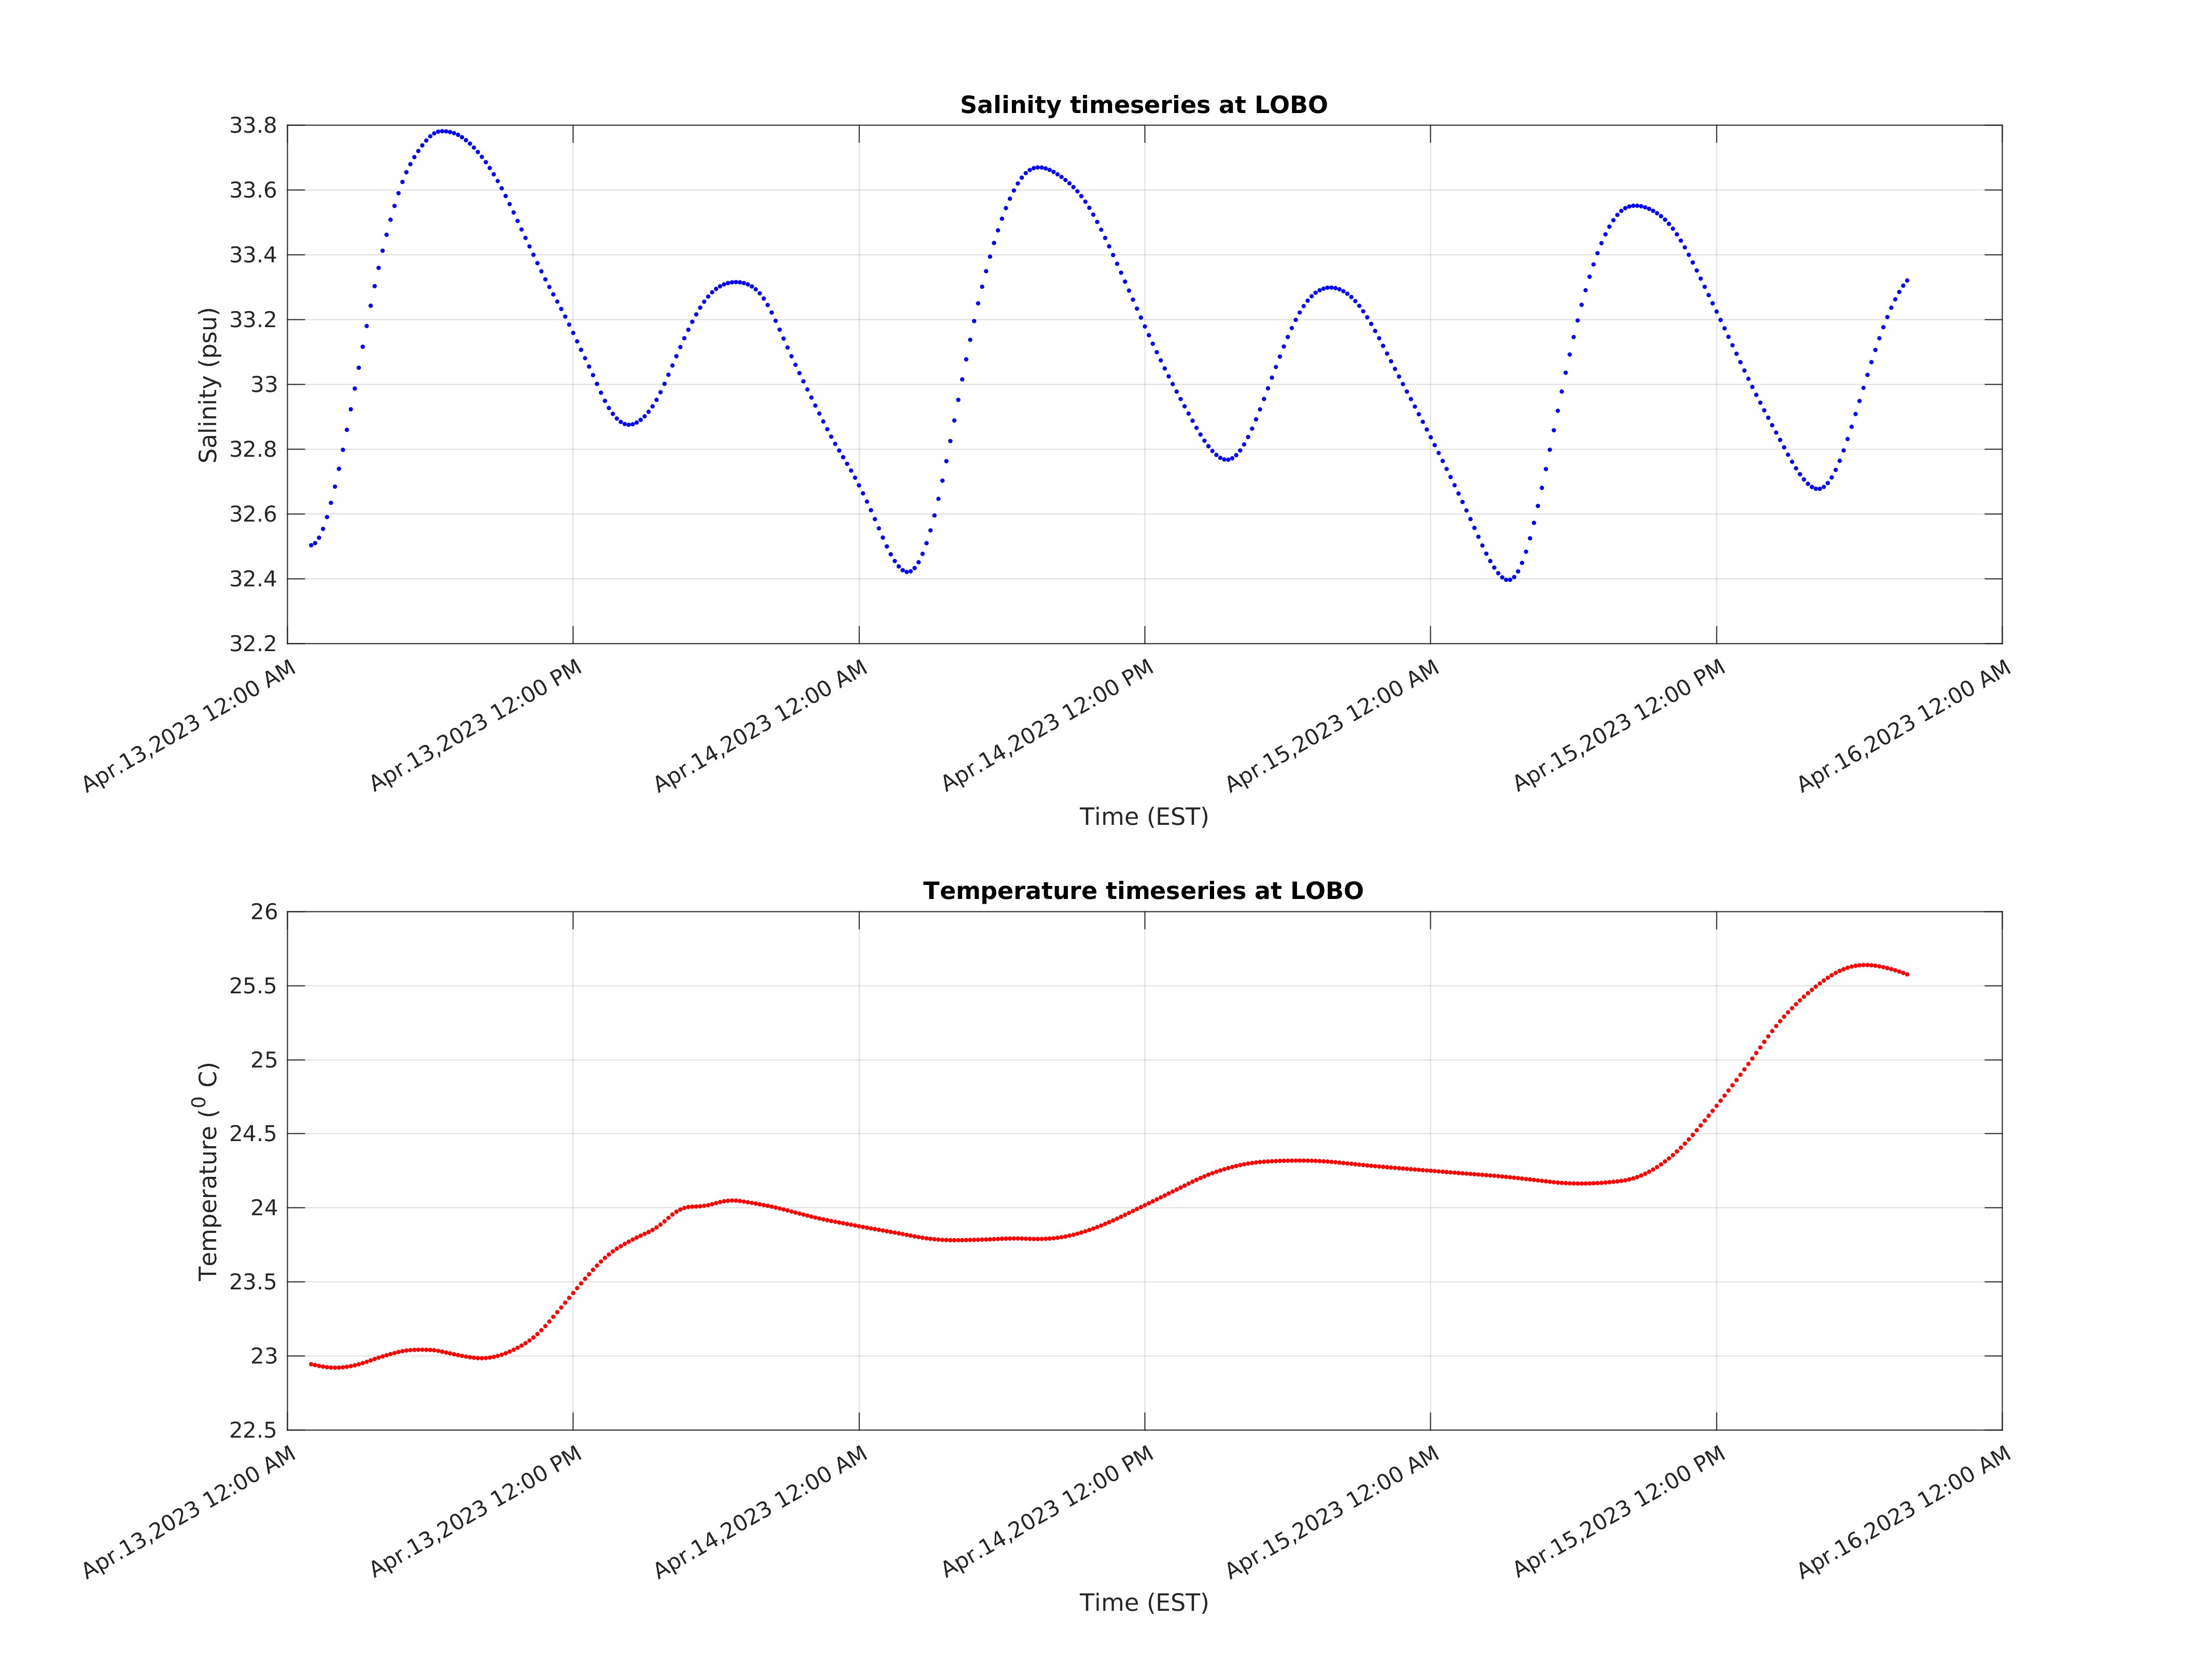 Salinity timeseries at LOBO
Salinity (psu)
33.8
33.6
33.4
33.2
33
32.8
32.6
32.4
32.2
Apr.13,2023 12:00 AM
Apr.13,2023 12:00 PM
Apr.14,2023 12:00 AM
Apr.14,2023 12:00 PM
Apr.15,2023 12:00 AM
Apr.15,2023 12:00 PM
Apr.16,2023 12:00 AM
Time (EST)
Temperature timeseries at LOBO
Temperature (⁰ C)
26
25.5
25
24.5
24
23.5
23
22.5
Apr.13,2023 12:00 AM
Apr.13,2023 12:00 PM
Apr.14,2023 12:00 AM
Apr.14,2023 12:00 PM
Apr.15,2023 12:00 AM
Apr.15,2023 12:00 PM
Apr.16,2023 12:00 AM
Time (EST)